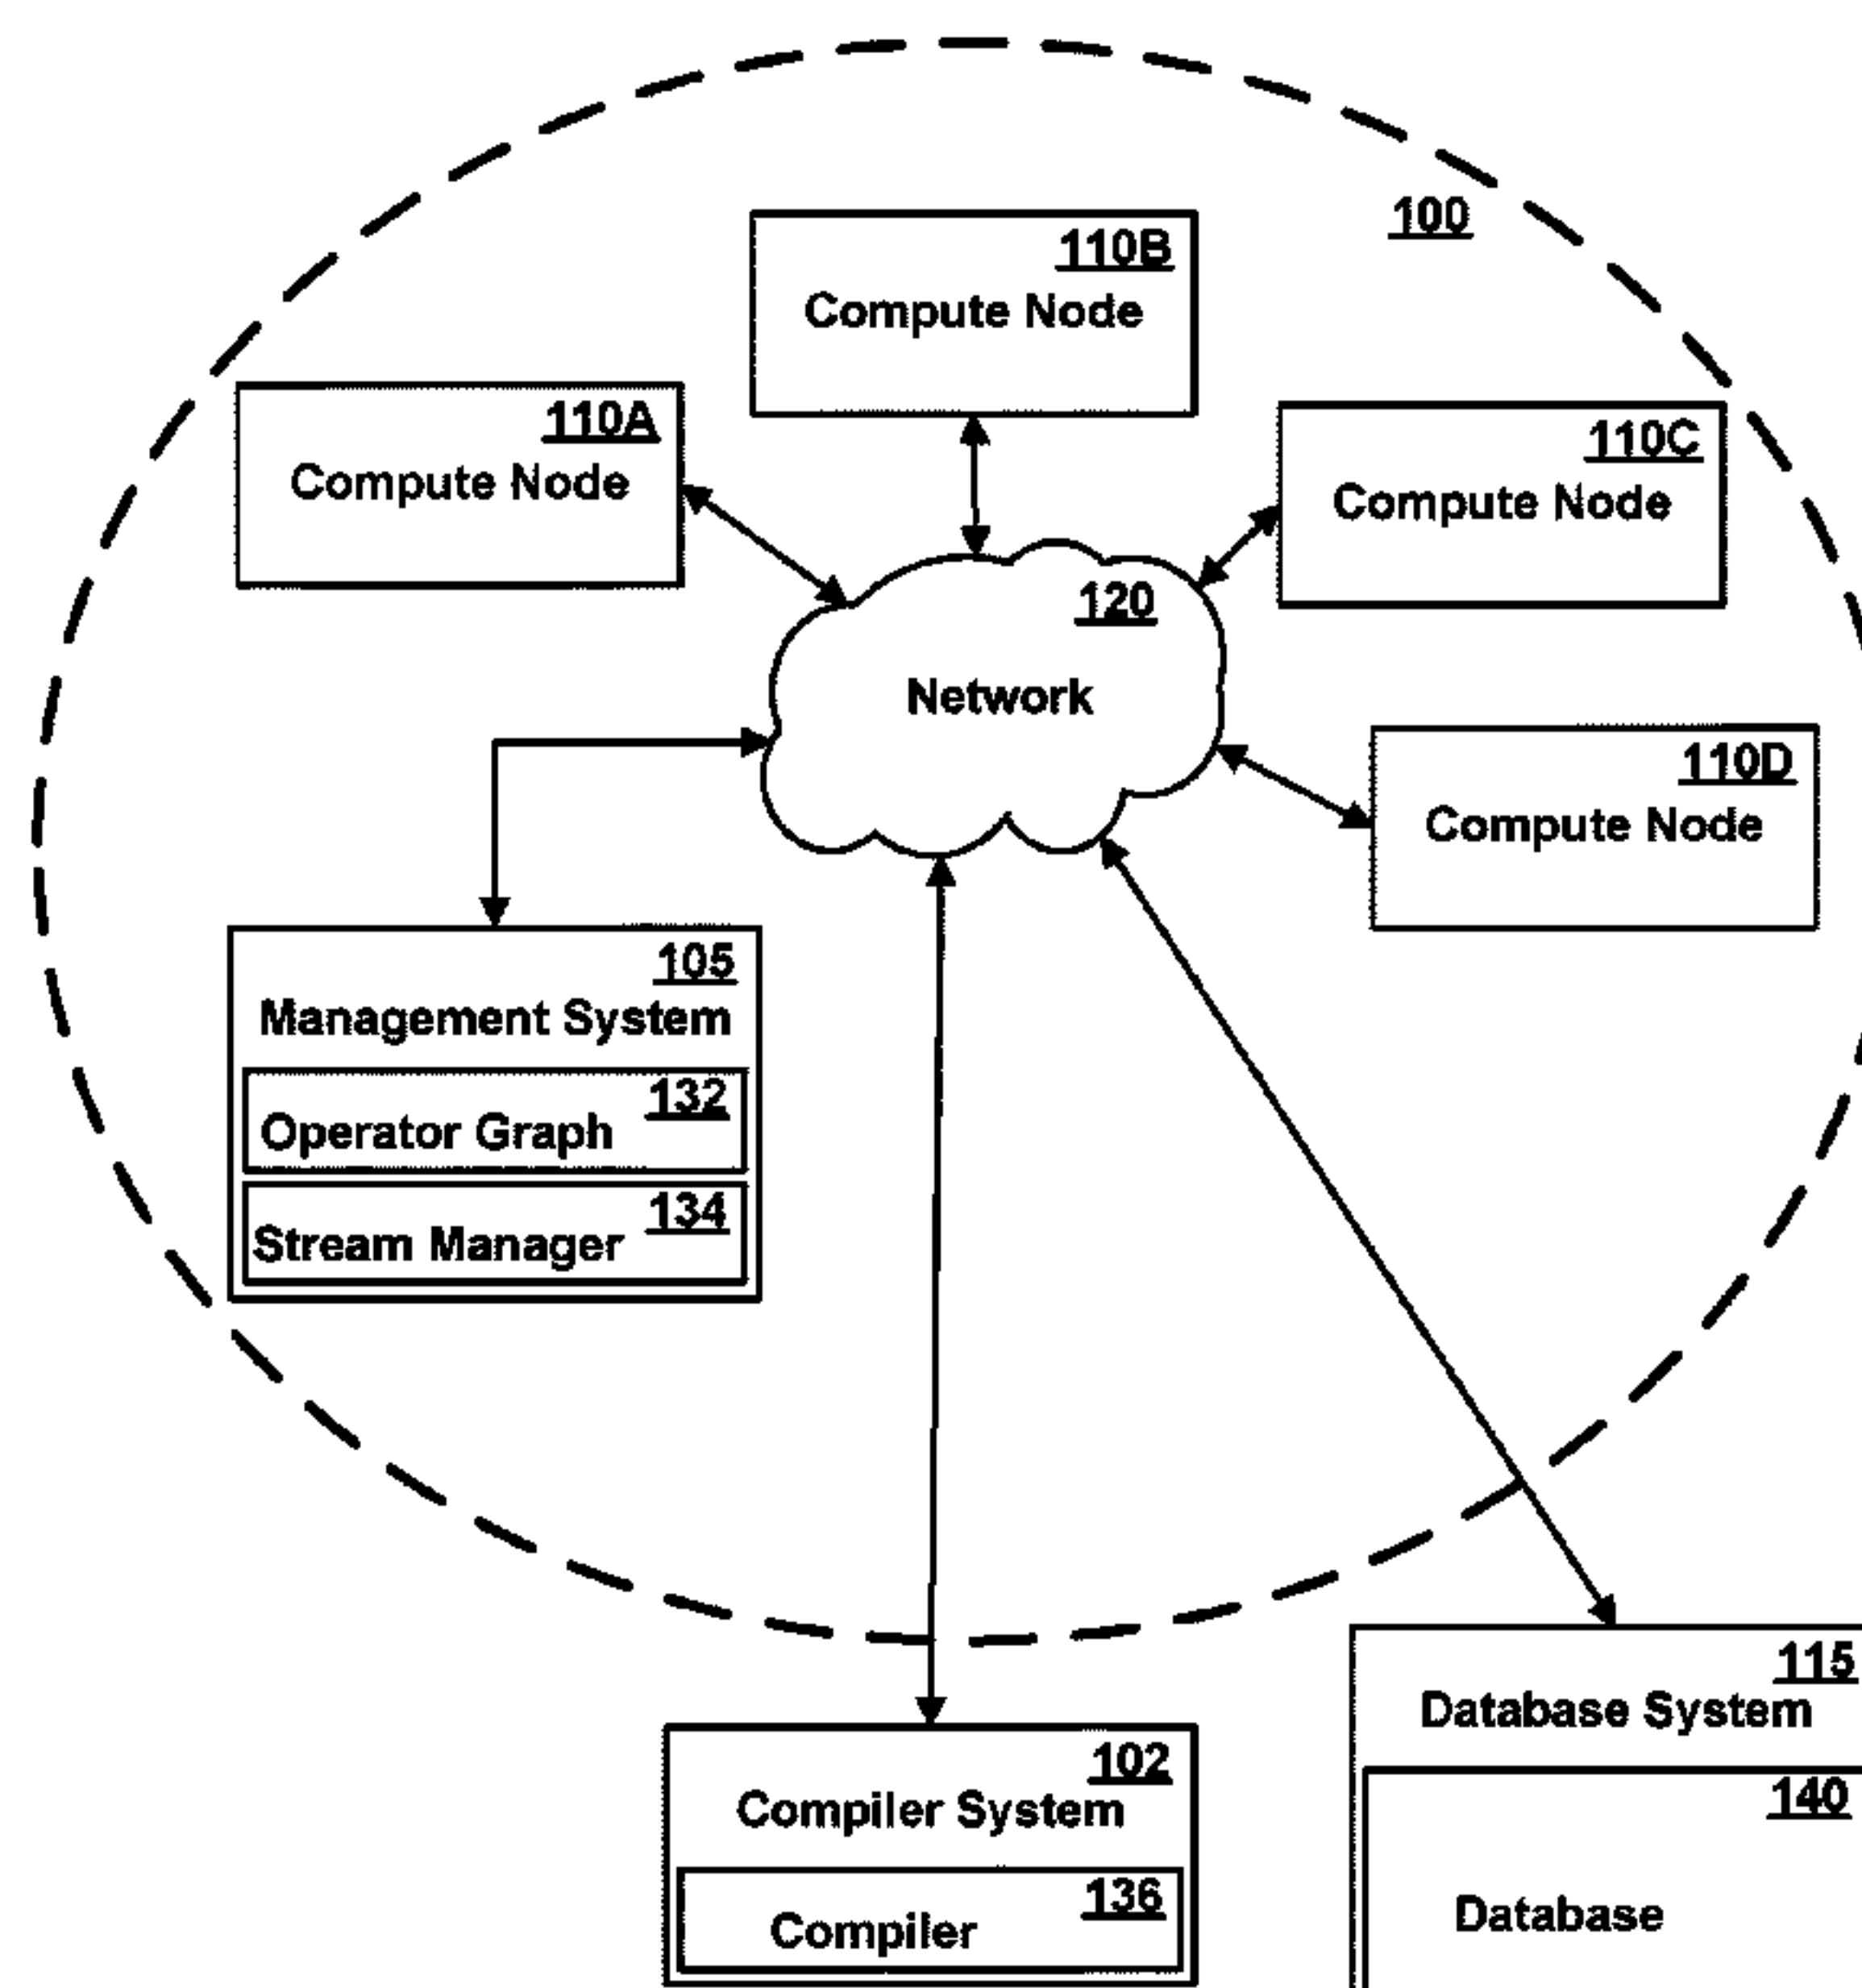 100
110B
Compute Node
110A
Compute Node
110C
Compute Node
120
Network
110D
Compute Node
105
Management System
132
Operator Graph
134
Stream Manager
115
Database System
102
Compiler System
140
Database
136
Compiler